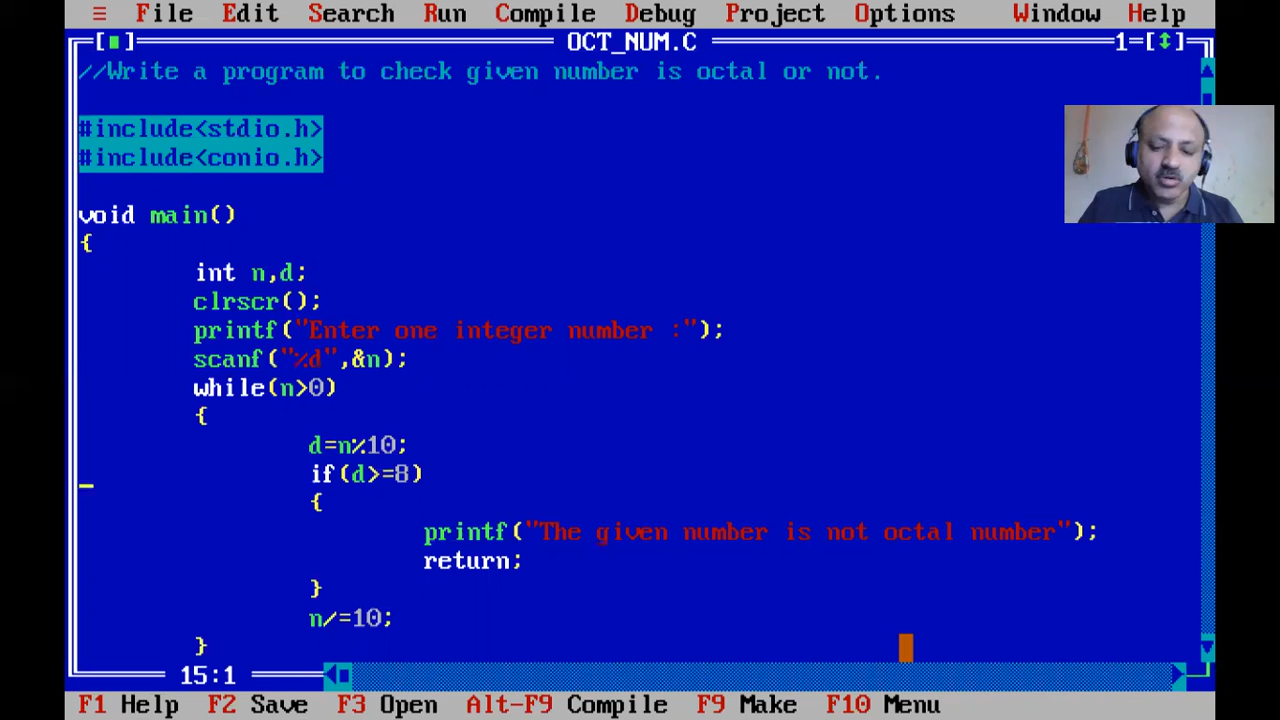 ≡ File Edit Search Run Compile Debug Project Options Window Help
[■] OCT_NUM.C 1=[↕]
//Write a program to check given number is octal or not.
#include<stdio.h>
#include<conio.h>
void main()
{
int n,d;
clrscr();
printf("Enter one integer number :");
scanf("%d",&n);
while(n>0)
{
d=n%10;
if(d>=8)
{
printf("The given number is not octal number");
return;
}
n/=10;
}
15:1
F1 Help F2 Save F3 Open Alt-F9 Compile F9 Make F10 Menu